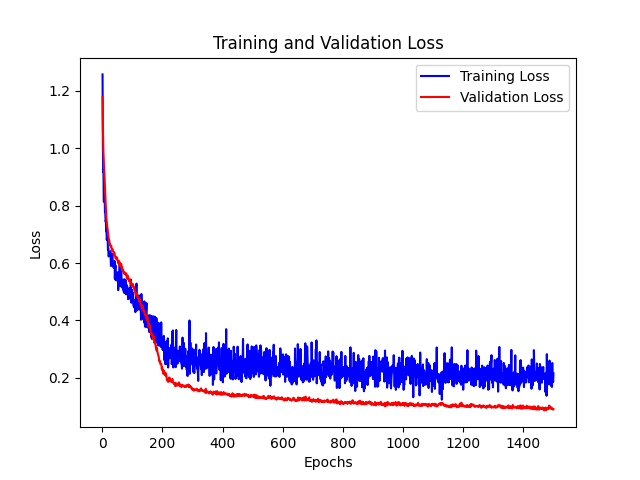 Training and Validation Loss
Training Loss
Validation Loss
Loss
1.2
1.0
0.8
0.6
0.4
0.2
0 200 400 600 800 1000 1200 1400
Epochs